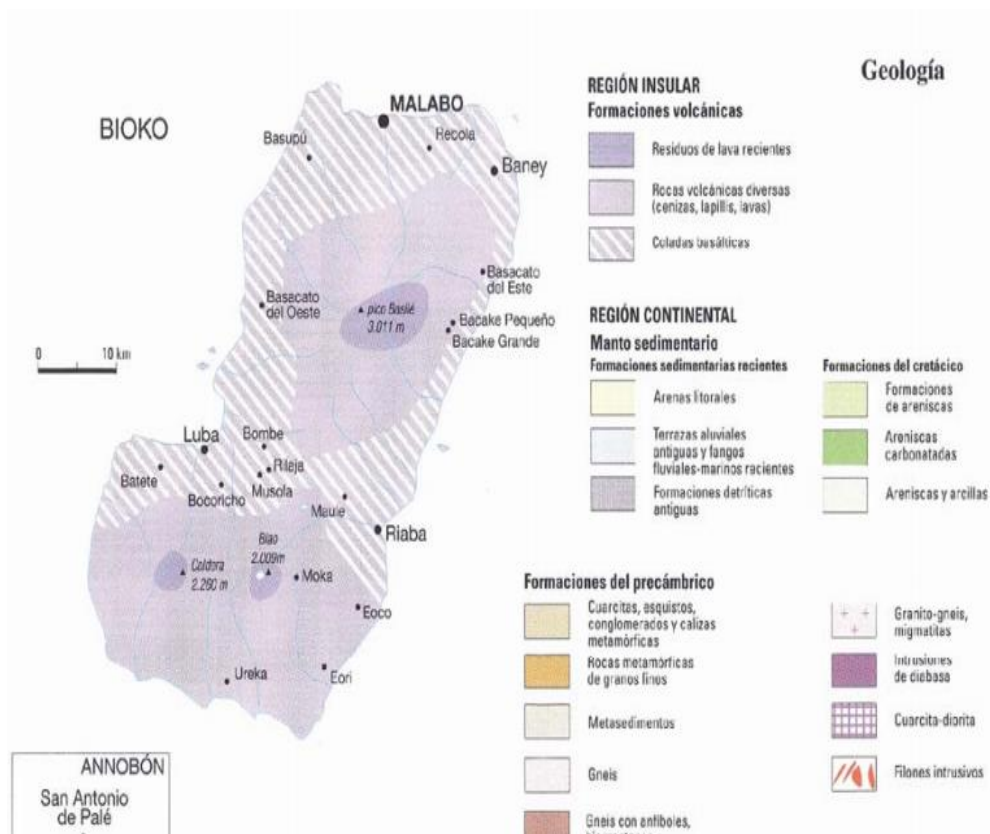 Geología
BIOKO
MALABO
Basupú
Recola
Baney
Basacato
del Este
Basacato
del Oeste
pico Basilé
3.011 m
Bacake Pequeño
Bacake Grande
0 10 km
Luba
Bombe
Batete
Rilaja
Musola
Bocoricho
Maule
Riaba
Biao
2.009m
Caldera
2.260 m
Moka
Eoco
Ureka
Eori
ANNOBÓN
San Antonio
de Palé
REGIÓN INSULAR
Formaciones volcánicas
Residuos de lava recientes
Rocas volcánicas diversas
(cenizas, lapillis, lavas)
Coladas basálticas
REGIÓN CONTINENTAL
Manto sedimentario
Formaciones sedimentarias recientes
Arenas litorales
Terrazas aluviales
antiguas y fangos
fluviales-marinos recientes
Formaciones detríticas
antiguas
Formaciones del cretácico
Formaciones
de areniscas
Areniscas
carbonatadas
Areniscas y arcillas
Formaciones del precámbrico
Cuarcitas, esquistos,
conglomerados y calizas
metamórficas
Rocas metamórficas
de granos finos
Metasedimentos
Gneis
Gneis con anfíboles,
Granito-gneis,
migmatitas
Intrusiones
de diabasa
Cuarcita-diorita
Filones intrusivos